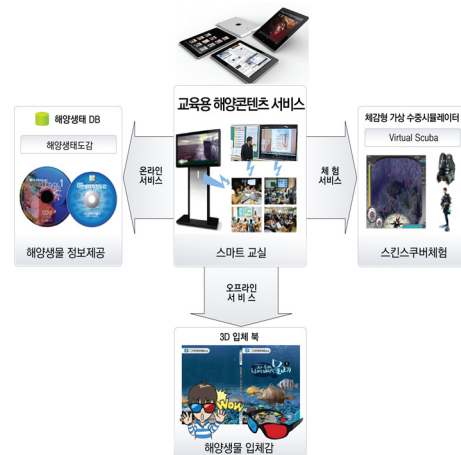 교육용 해양콘텐츠 서비스
해양생태 DB
해양생태도감
해양생물 정보제공
온라인
서비스
스마트 교실
체 험
서비스
체감형 가상 수중시뮬레이터
Virtual Scuba
스킨스쿠버체험
오프라인
서 비 스
3D 입체 북
WOW
해양생물 입체감